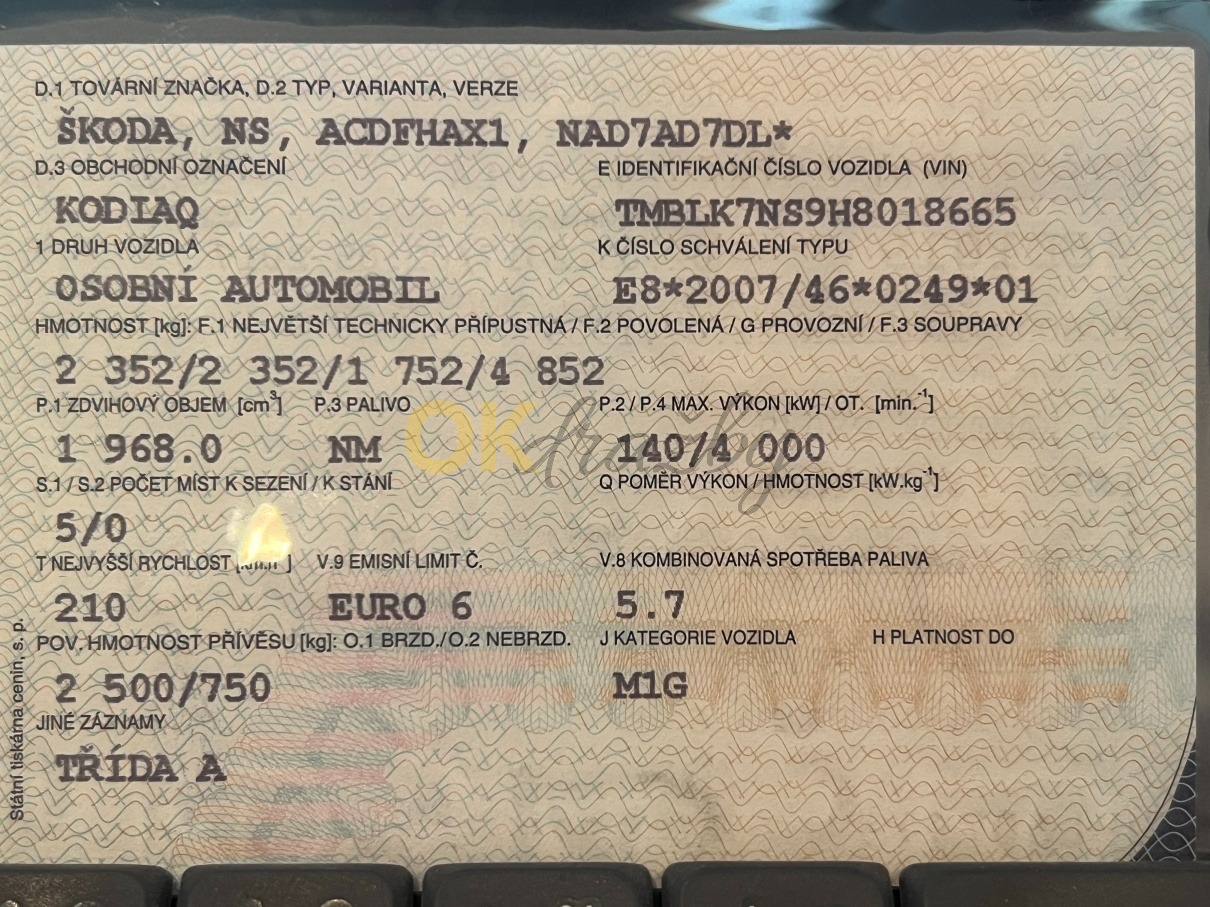 D.1 TOVÁRNÍ ZNAČKA, D.2 TYP, VARIANTA, VERZE
ŠKODA, NS, ACDFHAX1, NAD7AD7DL*
D.3 OBCHODNÍ OZNAČENÍ E IDENTIFIKAČNÍ ČÍSLO VOZIDLA (VIN)
KODIAQ TMBLK7NS9H8018665
1 DRUH VOZIDLA K ČÍSLO SCHVÁLENÍ TYPU
OSOBNÍ AUTOMOBIL E8*2007/46*0249*01
HMOTNOST [kg]: F.1 NEJVĚTŠÍ TECHNICKY PŘÍPUSTNÁ / F.2 POVOLENÁ / G PROVOZNÍ / F.3 SOUPRAVY
2 352/2 352/1 752/4 852
P.1 ZDVIHOVÝ OBJEM [cm³] P.3 PALIVO P.2 / P.4 MAX. VÝKON [kW] / OT. [min.⁻¹]
1 968.0 NM 140/4 000
OKdražby
S.1 / S.2 POČET MÍST K SEZENÍ / K STÁNÍ Q POMĚR VÝKON / HMOTNOST [kW.kg⁻¹]
5/0
T NEJVYŠŠÍ RYCHLOST [km.h⁻¹] V.9 EMISNÍ LIMIT Č. V.8 KOMBINOVANÁ SPOTŘEBA PALIVA
210 EURO 6 5.7
POV. HMOTNOST PŘÍVĚSU [kg]: O.1 BRZD./O.2 NEBRZD. J KATEGORIE VOZIDLA H PLATNOST DO
2 500/750 M1G
JINÉ ZÁZNAMY
TŘÍDA A
Státní tiskárna cenin, s. p.